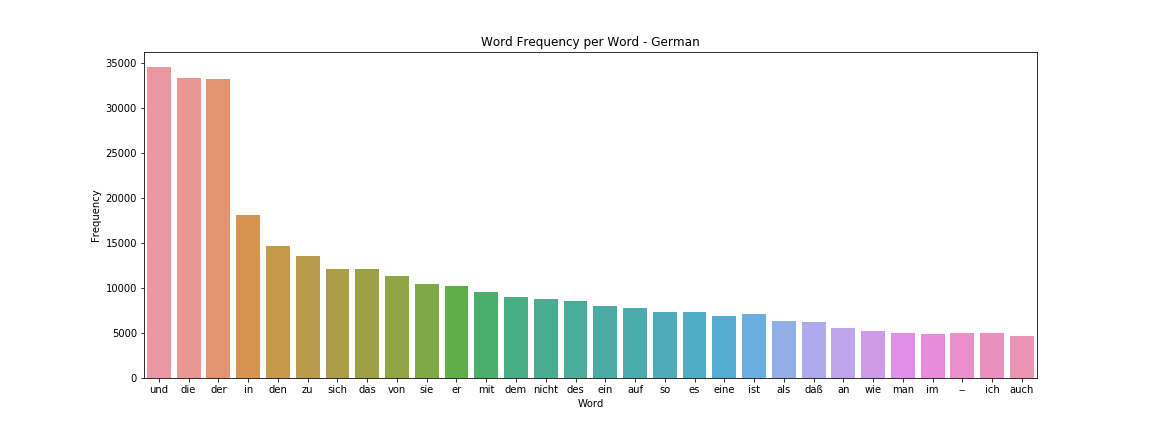 Word Frequency per Word - German
35000
30000
25000
20000
15000
10000
5000
0
Frequency
und die der in den zu sich das von sie er mit dem nicht des ein auf so es eine ist als daß an wie man im – ich auch
Word